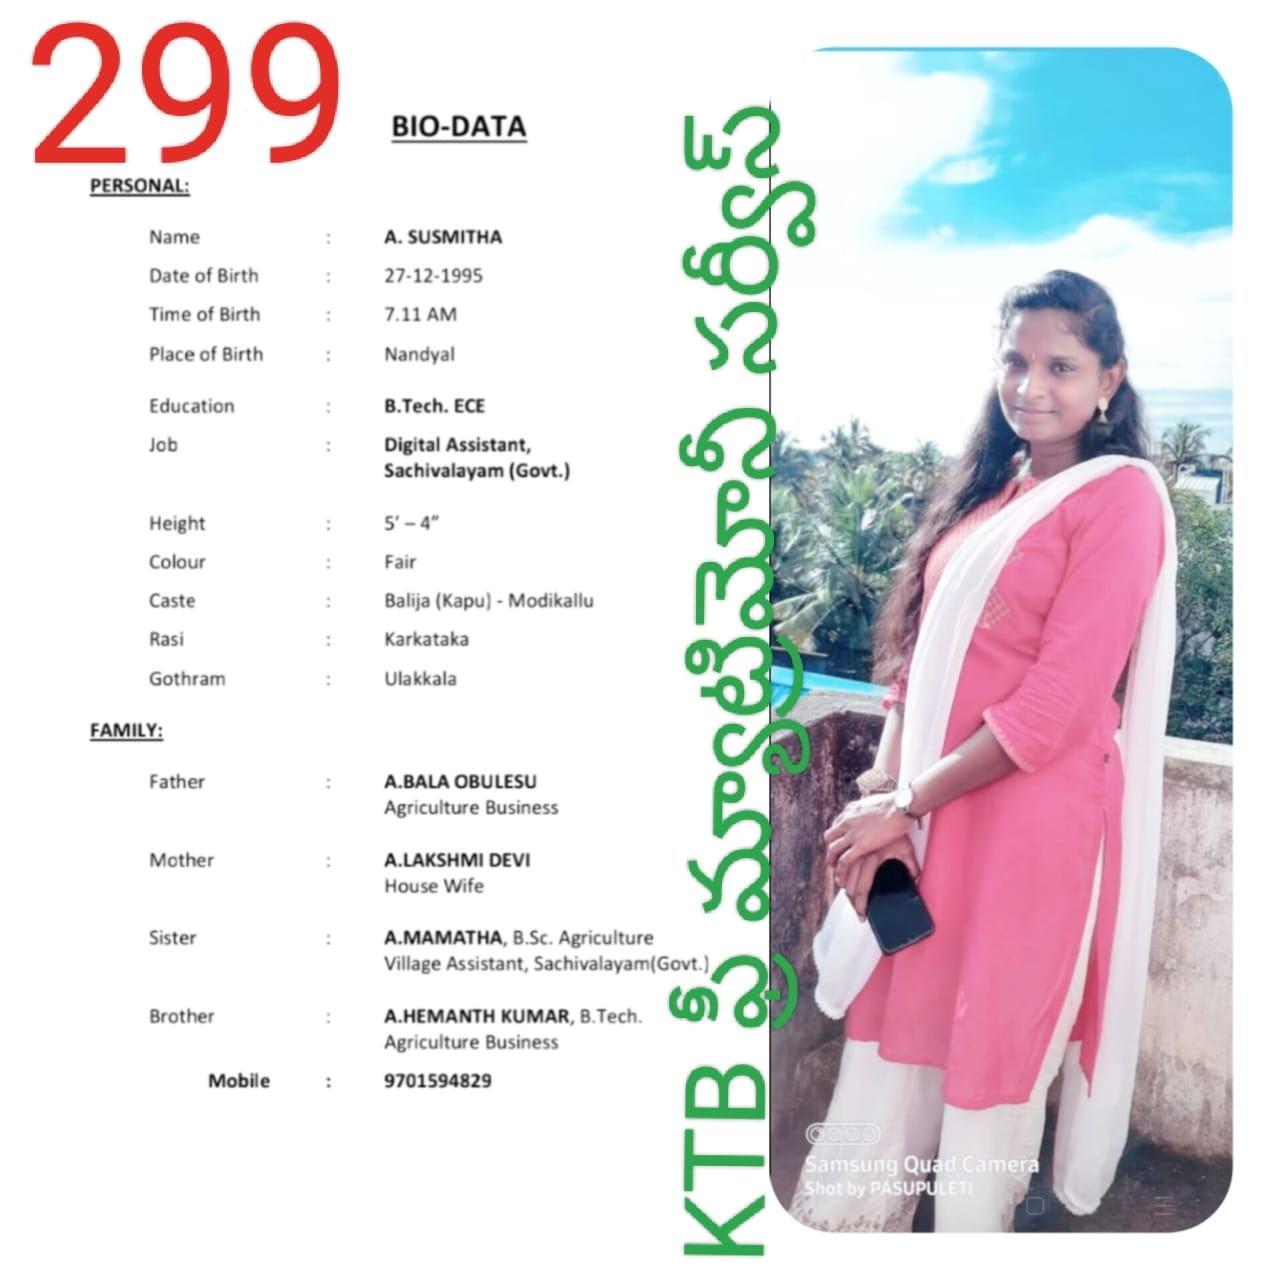 299
BIO-DATA
PERSONAL:
Name : A. SUSMITHA
Date of Birth : 27-12-1995
Time of Birth : 7.11 AM
Place of Birth : Nandyal
Education : B.Tech. ECE
Job : Digital Assistant,
Sachivalayam (Govt.)
Height : 5’ – 4”
Colour : Fair
Caste : Balija (Kapu) - Modikallu
Rasi : Karkataka
Gothram : Ulakkala
FAMILY:
Father : A.BALA OBULESU
Agriculture Business
Mother : A.LAKSHMI DEVI
House Wife
Sister : A.MAMATHA, B.Sc. Agriculture
Village Assistant, Sachivalayam(Govt.)
Brother : A.HEMANTH KUMAR, B.Tech.
Agriculture Business
Mobile : 9701594829
KTB ఫ్రీ మ్యాట్రిమోనీ సర్వీస్
Samsung Quad Camera
Shot by PASUPULETI